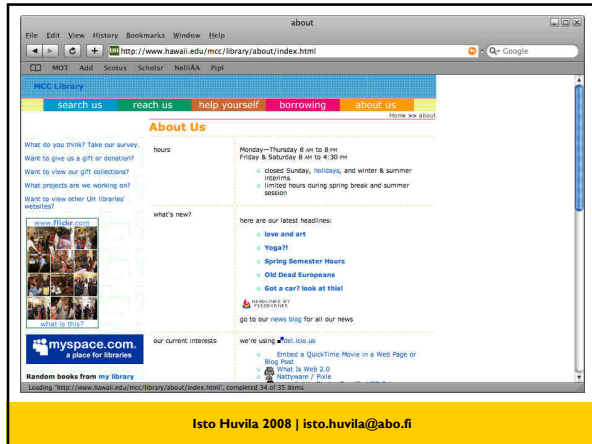 about
File Edit View History Bookmarks Window Help
http://www.hawaii.edu/mcc/library/about/index.html
Google
MOT Add Scotus Scholar NelliÅA Pipt
MCC Library
search us reach us help yourself borrowing about us
Home >> about
About Us
What do you think? Take our survey.
Want to give us a gift or donation?
Want to view our gift collections?
What projects are we working on?
Want to view other UH libraries'
websites?
www.flickr.com
what is this?
myspace.com.
a place for libraries
Random books from my library
hours
Monday—Thursday 8 AM to 8 PM
Friday & Saturday 8 AM to 4:30 PM
closed Sunday, holidays, and winter & summer
interims
limited hours during spring break and summer
session
what's new?
here are our latest headlines:
love and art
Yoga?!
Spring Semester Hours
Old Dead Europeans
Got a car? look at this!
HEADLINES BY
FEEDBURNER
go to our news blog for all our news
our current interests
we're using del.icio.us
Embed a QuickTime Movie in a Web Page or
Blog Post
What Is Web 2.0
Nattyware / Pixie
Loading "http://www.hawaii.edu/mcc/library/about/index.html", completed 34 of 35 items
Isto Huvila 2008 | isto.huvila@abo.fi